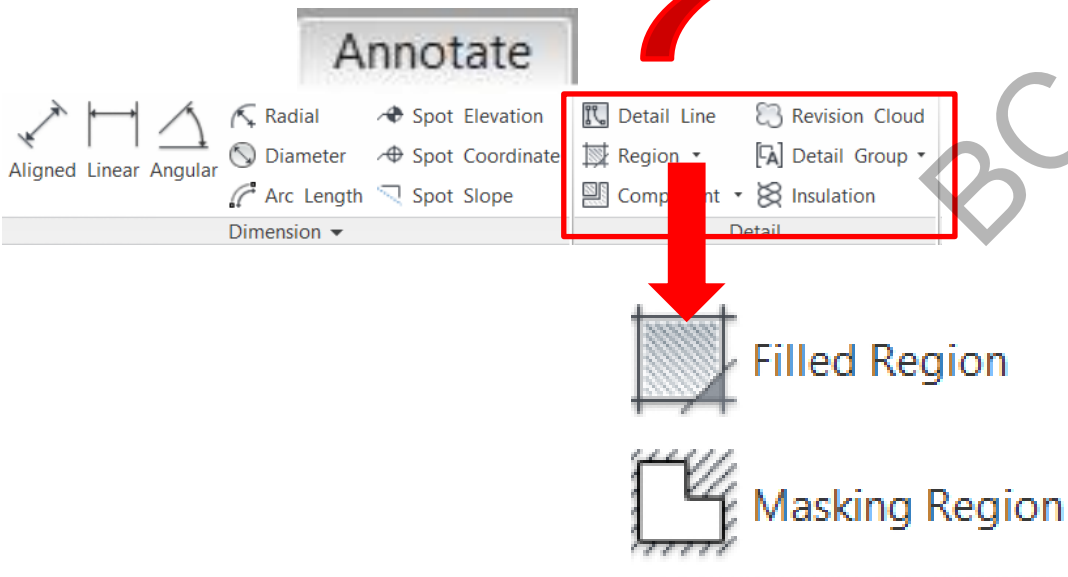 Annotate
Aligned Linear Angular
Radial
Diameter
Arc Length
Spot Elevation
Spot Coordinate
Spot Slope
Dimension
Detail Line
Region
Revision Cloud
Detail Group
Insulation
Detail
Filled Region
Masking Region
BC